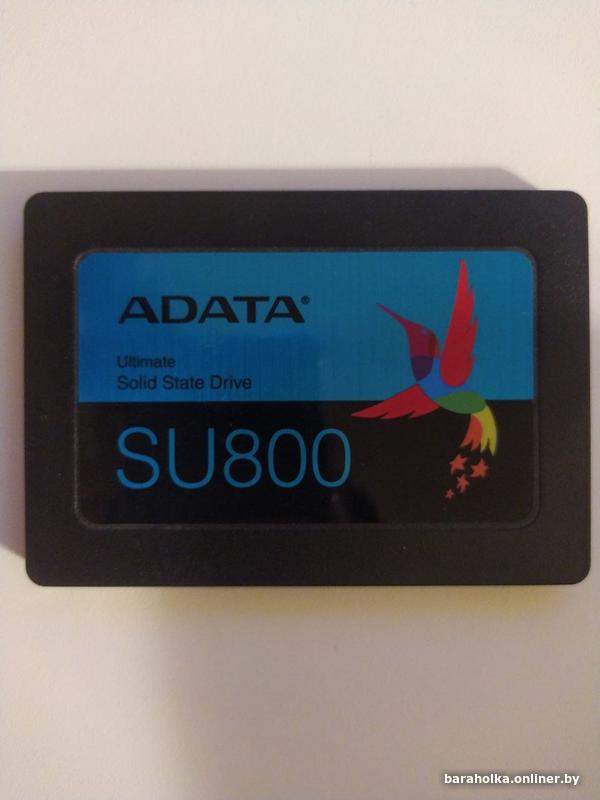 ADATA®
Ultimate
Solid State Drive
SU800
baraholka.onliner.by